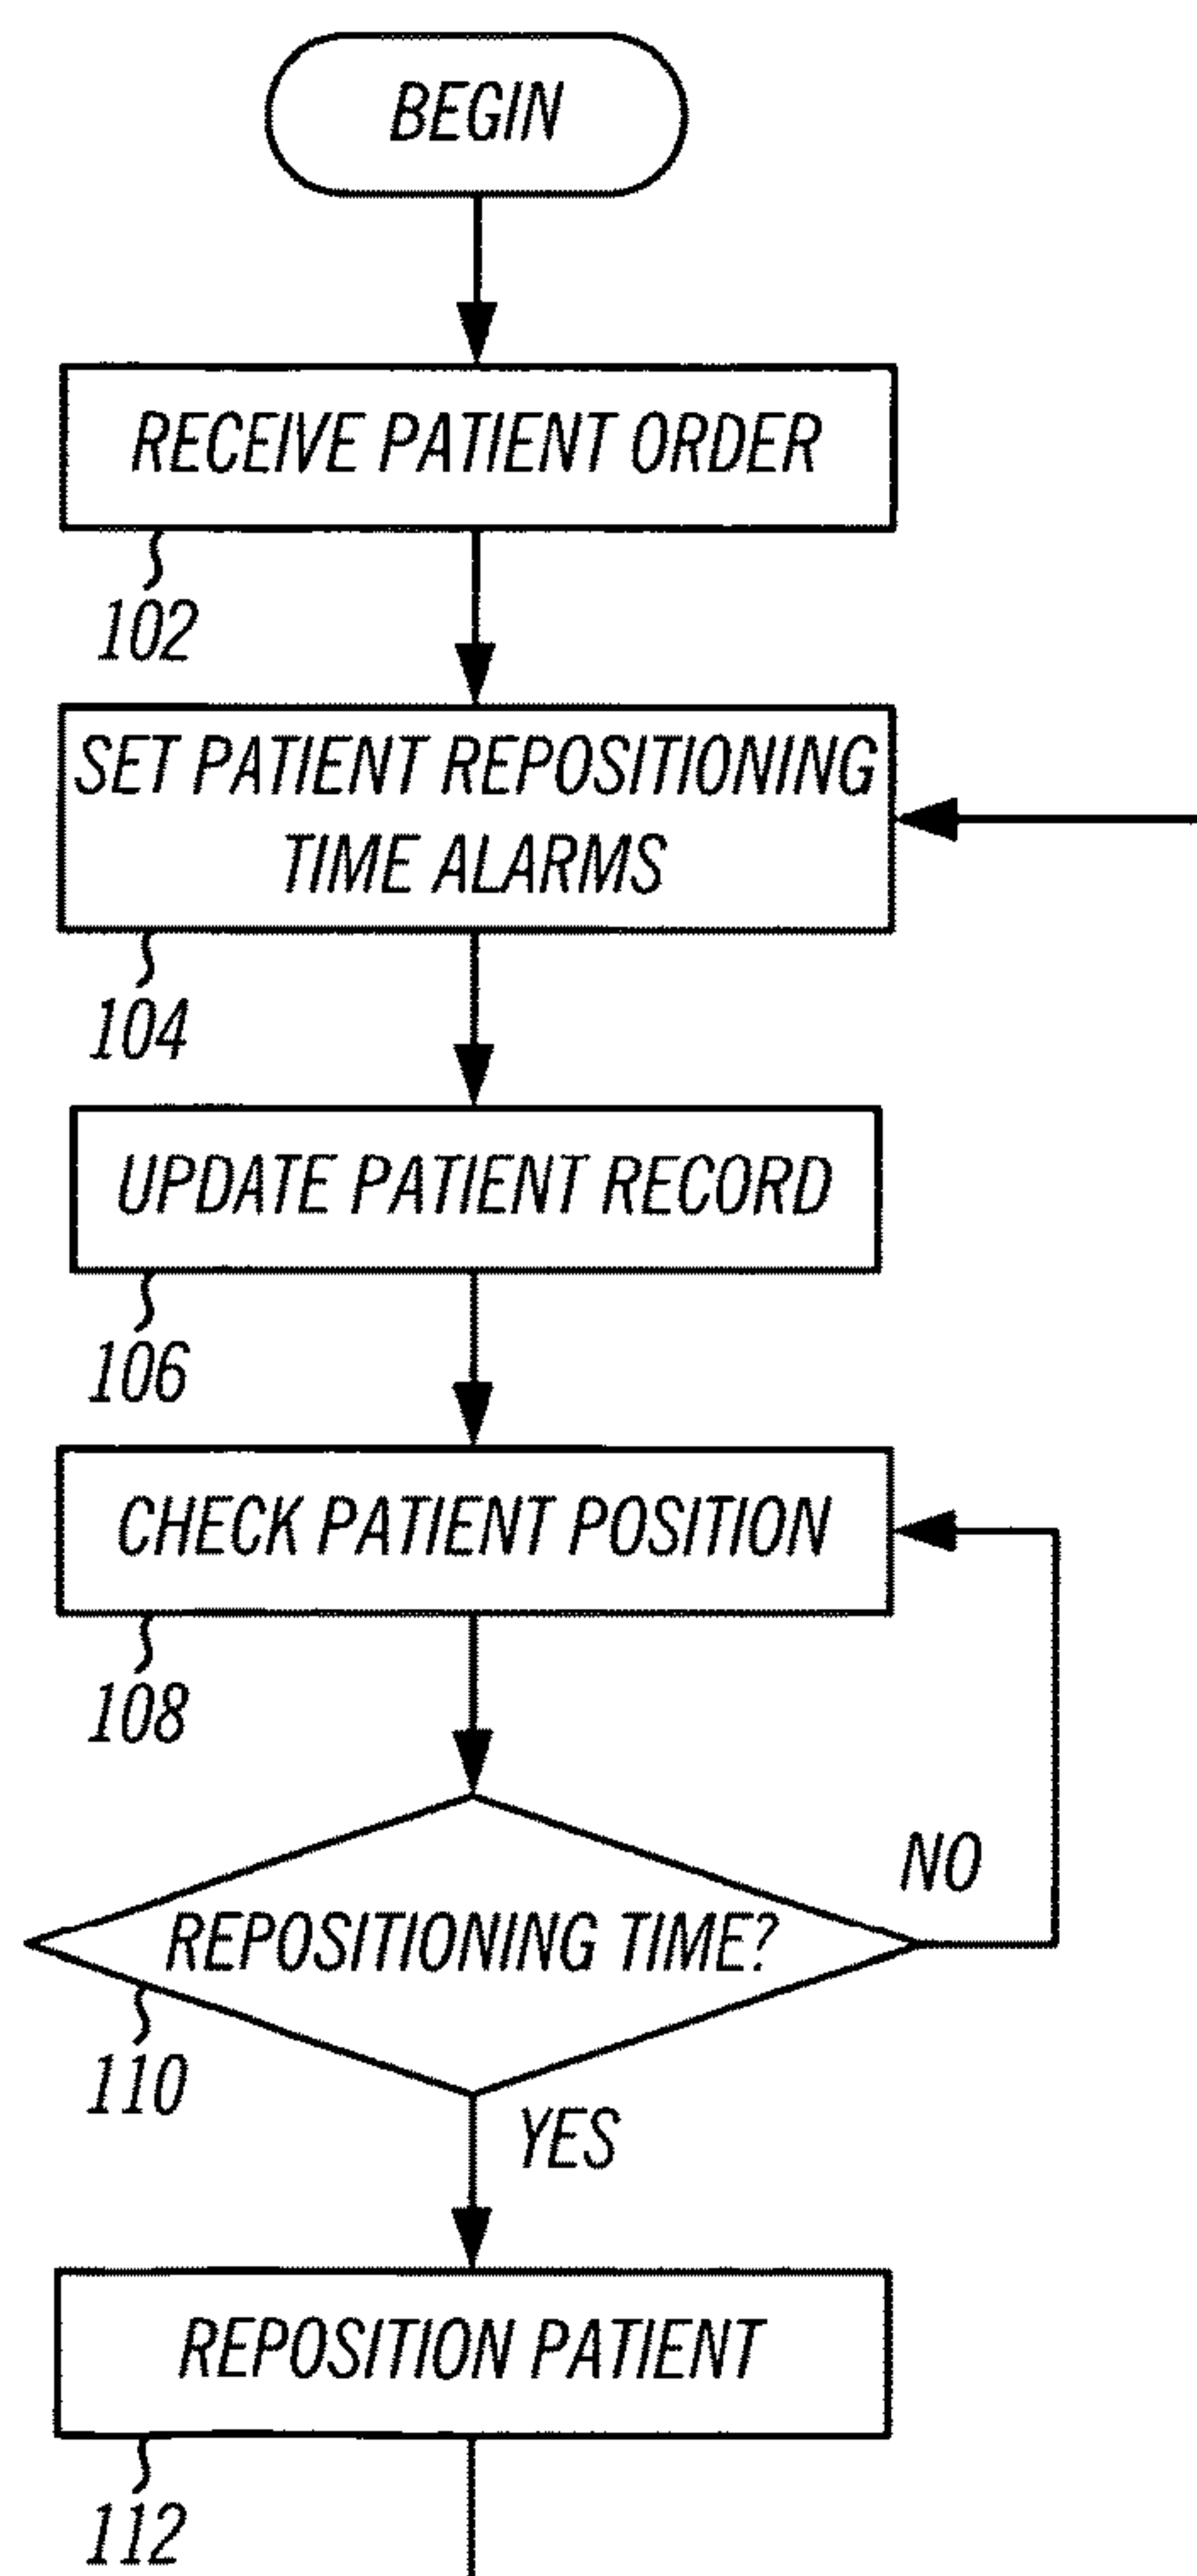 BEGIN
RECEIVE PATIENT ORDER
102
SET PATIENT REPOSITIONING
TIME ALARMS
104
UPDATE PATIENT RECORD
106
CHECK PATIENT POSITION
108
NO
REPOSITIONING TIME?
110
YES
REPOSITION PATIENT
112